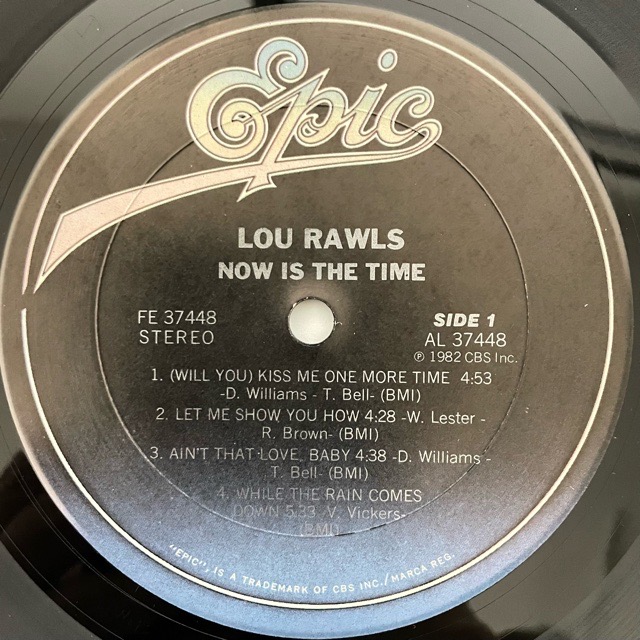 Epic
LOU RAWLS
NOW IS THE TIME
FE 37448
STEREO
SIDE 1
AL 37448
℗ 1982 CBS Inc.
1. (WILL YOU) KISS ME ONE MORE TIME 4:53
-D. Williams - T. Bell- (BMI)
2. LET ME SHOW YOU HOW 4:28 -W. Lester -
R. Brown- (BMI)
3. AIN'T THAT LOVE, BABY 4:38 -D. Williams -
T. Bell- (BMI)
4. WHILE THE RAIN COMES
DOWN 5:33 -V. Vickers-
(BMI)
"EPIC", IS A TRADEMARK OF CBS INC./MARCA REG.